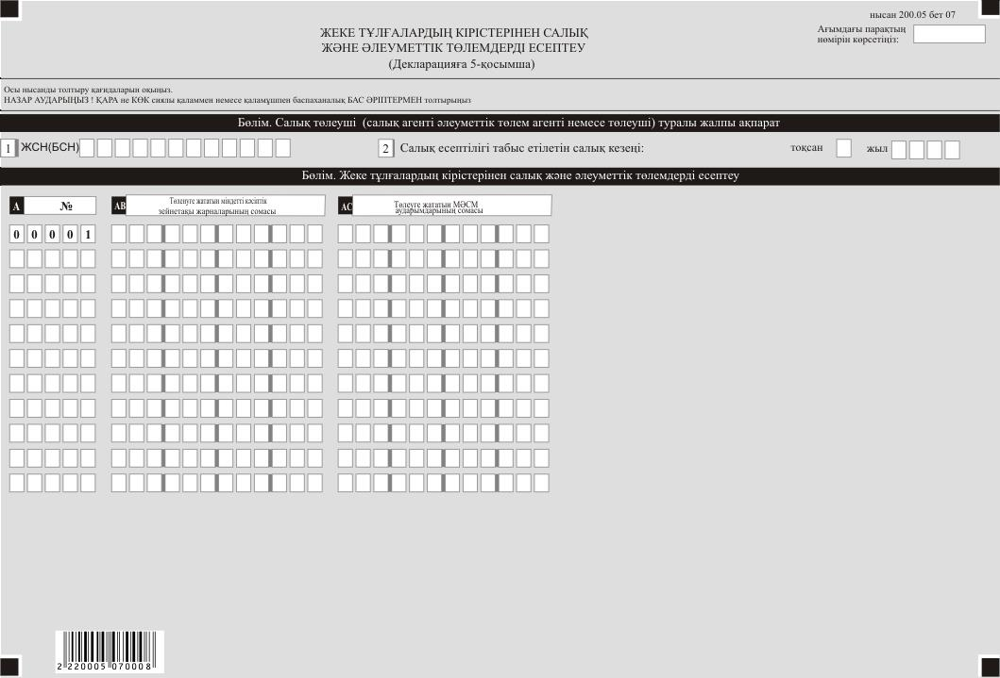 нысан 200.05 бет 07
ЖЕКЕ ТҰЛҒАЛАРДЫҢ КІРІСТЕРІНЕН САЛЫҚ
ЖӘНЕ ӘЛЕУМЕТТІК ТӨЛЕМДЕРДІ ЕСЕПТЕУ
(Декларацияға 5-қосымша)
Ағымдағы парақтың
нөмірін көрсетіңіз:
Осы нысанды толтыру қағидаларын оқыңыз.
НАЗАР АУДАРЫҢЫЗ ! ҚАРА не КӨК сиялы қаламмен немесе қаламұшпен баспаханалық БАС ӘРІПТЕРМЕН толтырыңыз
Бөлім. Салық төлеуші (салық агенті әлеуметтік төлем агенті немесе төлеуші) туралы жалпы ақпарат
1 ЖСН(БСН) 2 Салық есептілігі табыс етілетін салық кезеңі: тоқсан жыл
Бөлім. Жеке тұлғалардың кірістерінен салық және әлеуметтік төлемдерді есептеу
A №
AB Төленуге жататын міндетті кәсіптік
зейнетақы жарналарының сомасы
AC Төлеуге жататын МӘСМ
аударымдарының сомасы
0 0 0 0 1
2 220005 070008